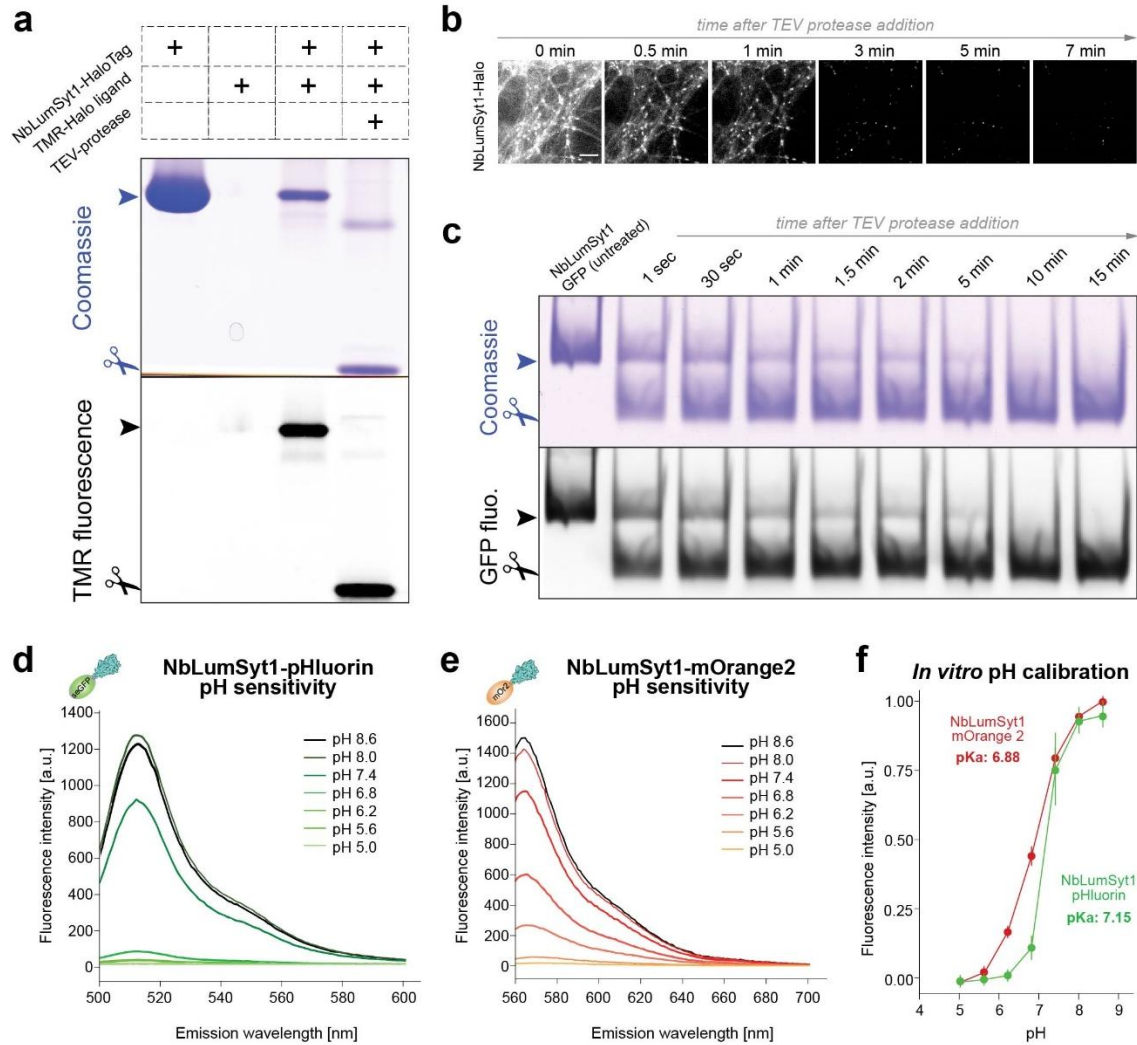 a
NbLumSyt1-HaloTag
TMR-Halo ligand
TEV-protease
+
+ +
+ + +
Coomassie
TMR fluorescence
b
time after TEV protease addition
0 min 0.5 min 1 min 3 min 5 min 7 min
NbLumSyt1-Halo
c
NbLumSyt1
GFP (untreated)
time after TEV protease addition
1 sec 30 sec 1 min 1.5 min 2 min 5 min 10 min 15 min
Coomassie
GFP fluo.
d
seGFP
NbLumSyt1-pHluorin
pH sensitivity
Fluorescence intensity [a.u.]
1400
1200
1000
800
600
400
200
0
pH 8.6
pH 8.0
pH 7.4
pH 6.8
pH 6.2
pH 5.6
pH 5.0
500 520 540 560 580 600
Emission wavelength [nm]
e
mOr2
NbLumSyt1-mOrange2
pH sensitivity
Fluorescence intensity [a.u.]
1600
1400
1200
1000
800
600
400
200
0
pH 8.6
pH 8.0
pH 7.4
pH 6.8
pH 6.2
pH 5.6
pH 5.0
560 580 600 620 640 660 680 700
Emission wavelength [nm]
f
In vitro pH calibration
Fluorescence intensity [a.u.]
1.00
0.75
0.50
0.25
0.00
NbLumSyt1
mOrange 2
pKa: 6.88
NbLumSyt1
pHluorin
pKa: 7.15
4 5 6 7 8 9
pH